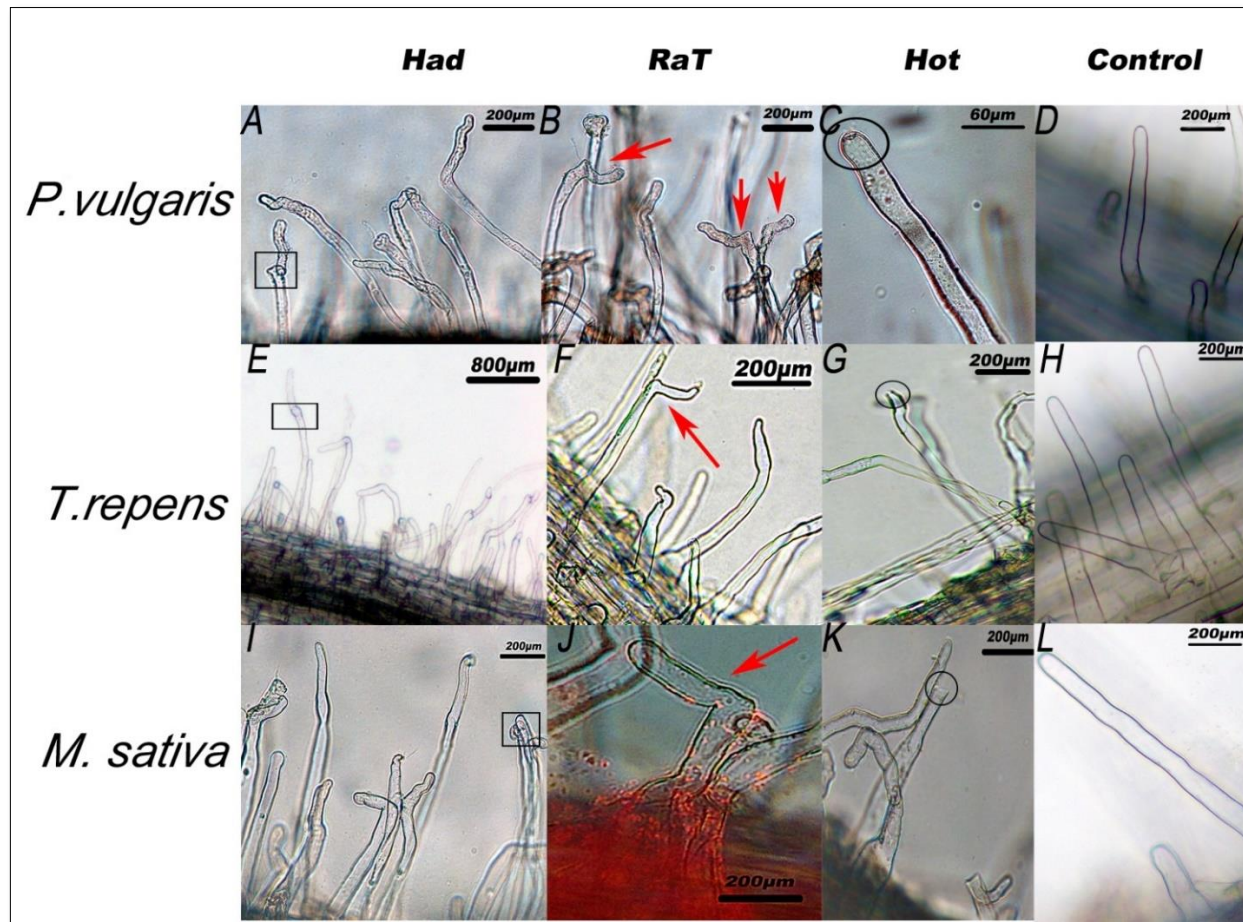 Had RaT Hot Control
P.vulgaris
A 200µm B 200µm C 60µm D 200µm
T.repens
E 800µm F 200µm G 200µm H 200µm
M. sativa
I 200µm J K 200µm L 200µm
200µm